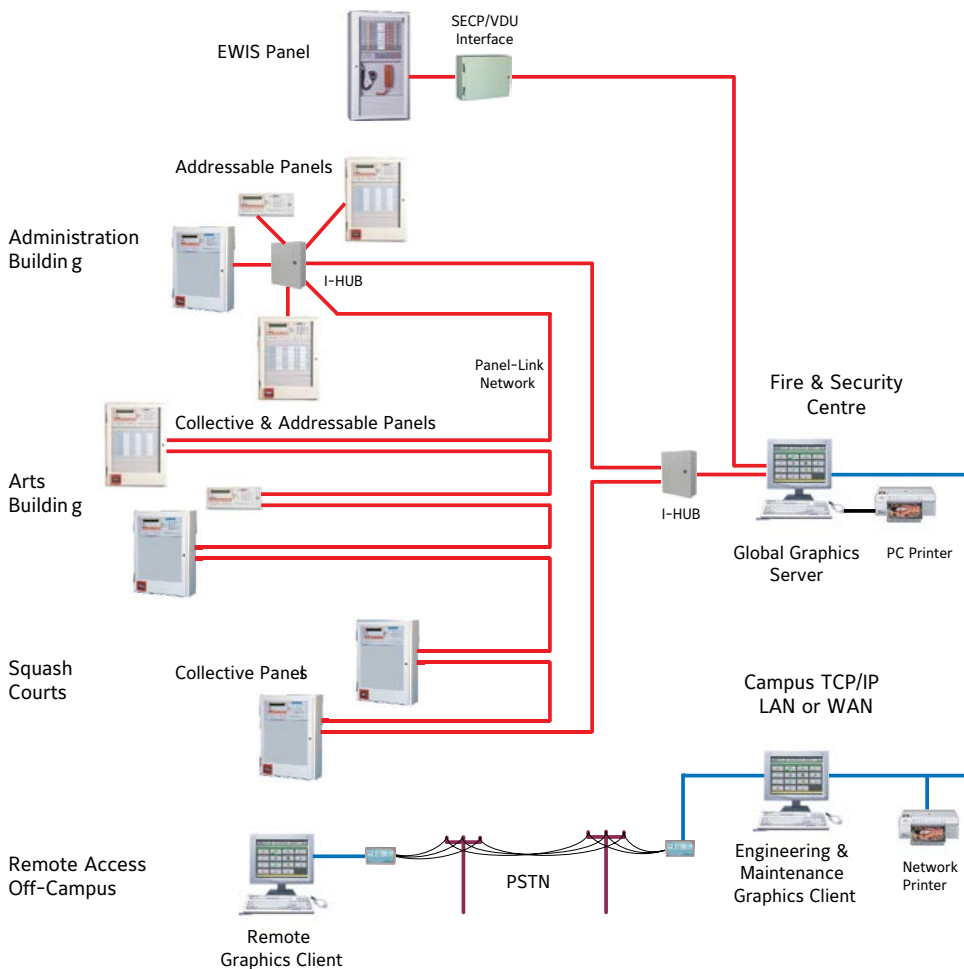 SECP/VDU
Interface
EWIS Panel
Addressable Panels
Administration
Buildin g
I-HUB
Panel-Link
Network
Fire & Security
Centre
Collective & Addressable Panels
Arts
Buildin g
I-HUB
Global Graphics
Server
PC Printer
Squash
Courts
Collective Panels
Campus TCP/IP
LAN or WAN
Remote Access
Off-Campus
PSTN
Engineering &
Maintenance
Graphics Client
Network
Printer
Remote
Graphics Client